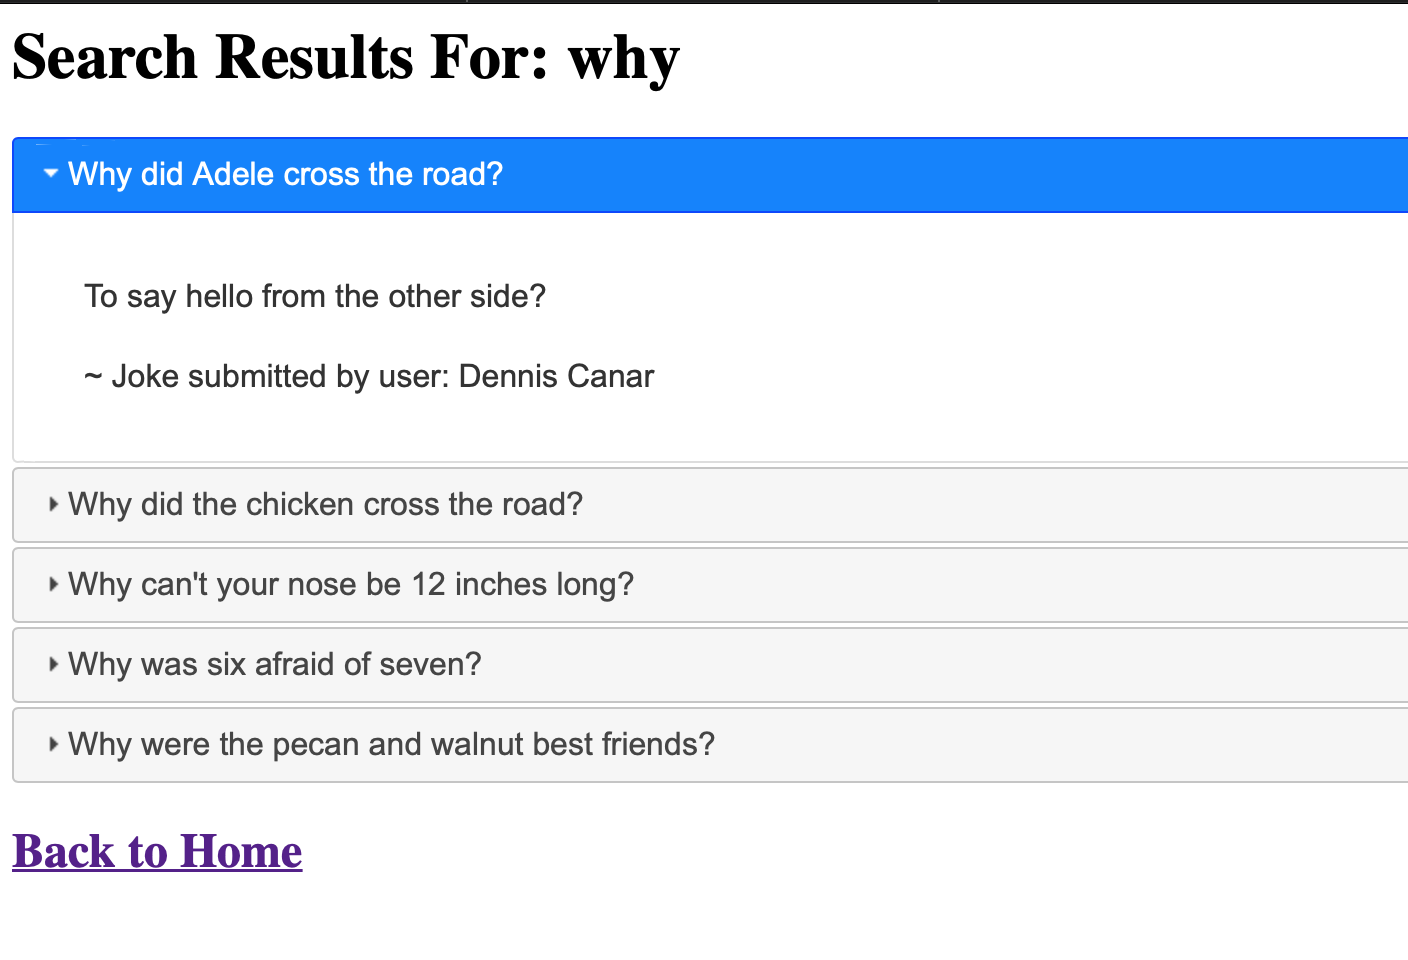 Search Results For: why
Why did Adele cross the road?
To say hello from the other side?
~ Joke submitted by user: Dennis Canar
Why did the chicken cross the road?
Why can't your nose be 12 inches long?
Why was six afraid of seven?
Why were the pecan and walnut best friends?
Back to Home